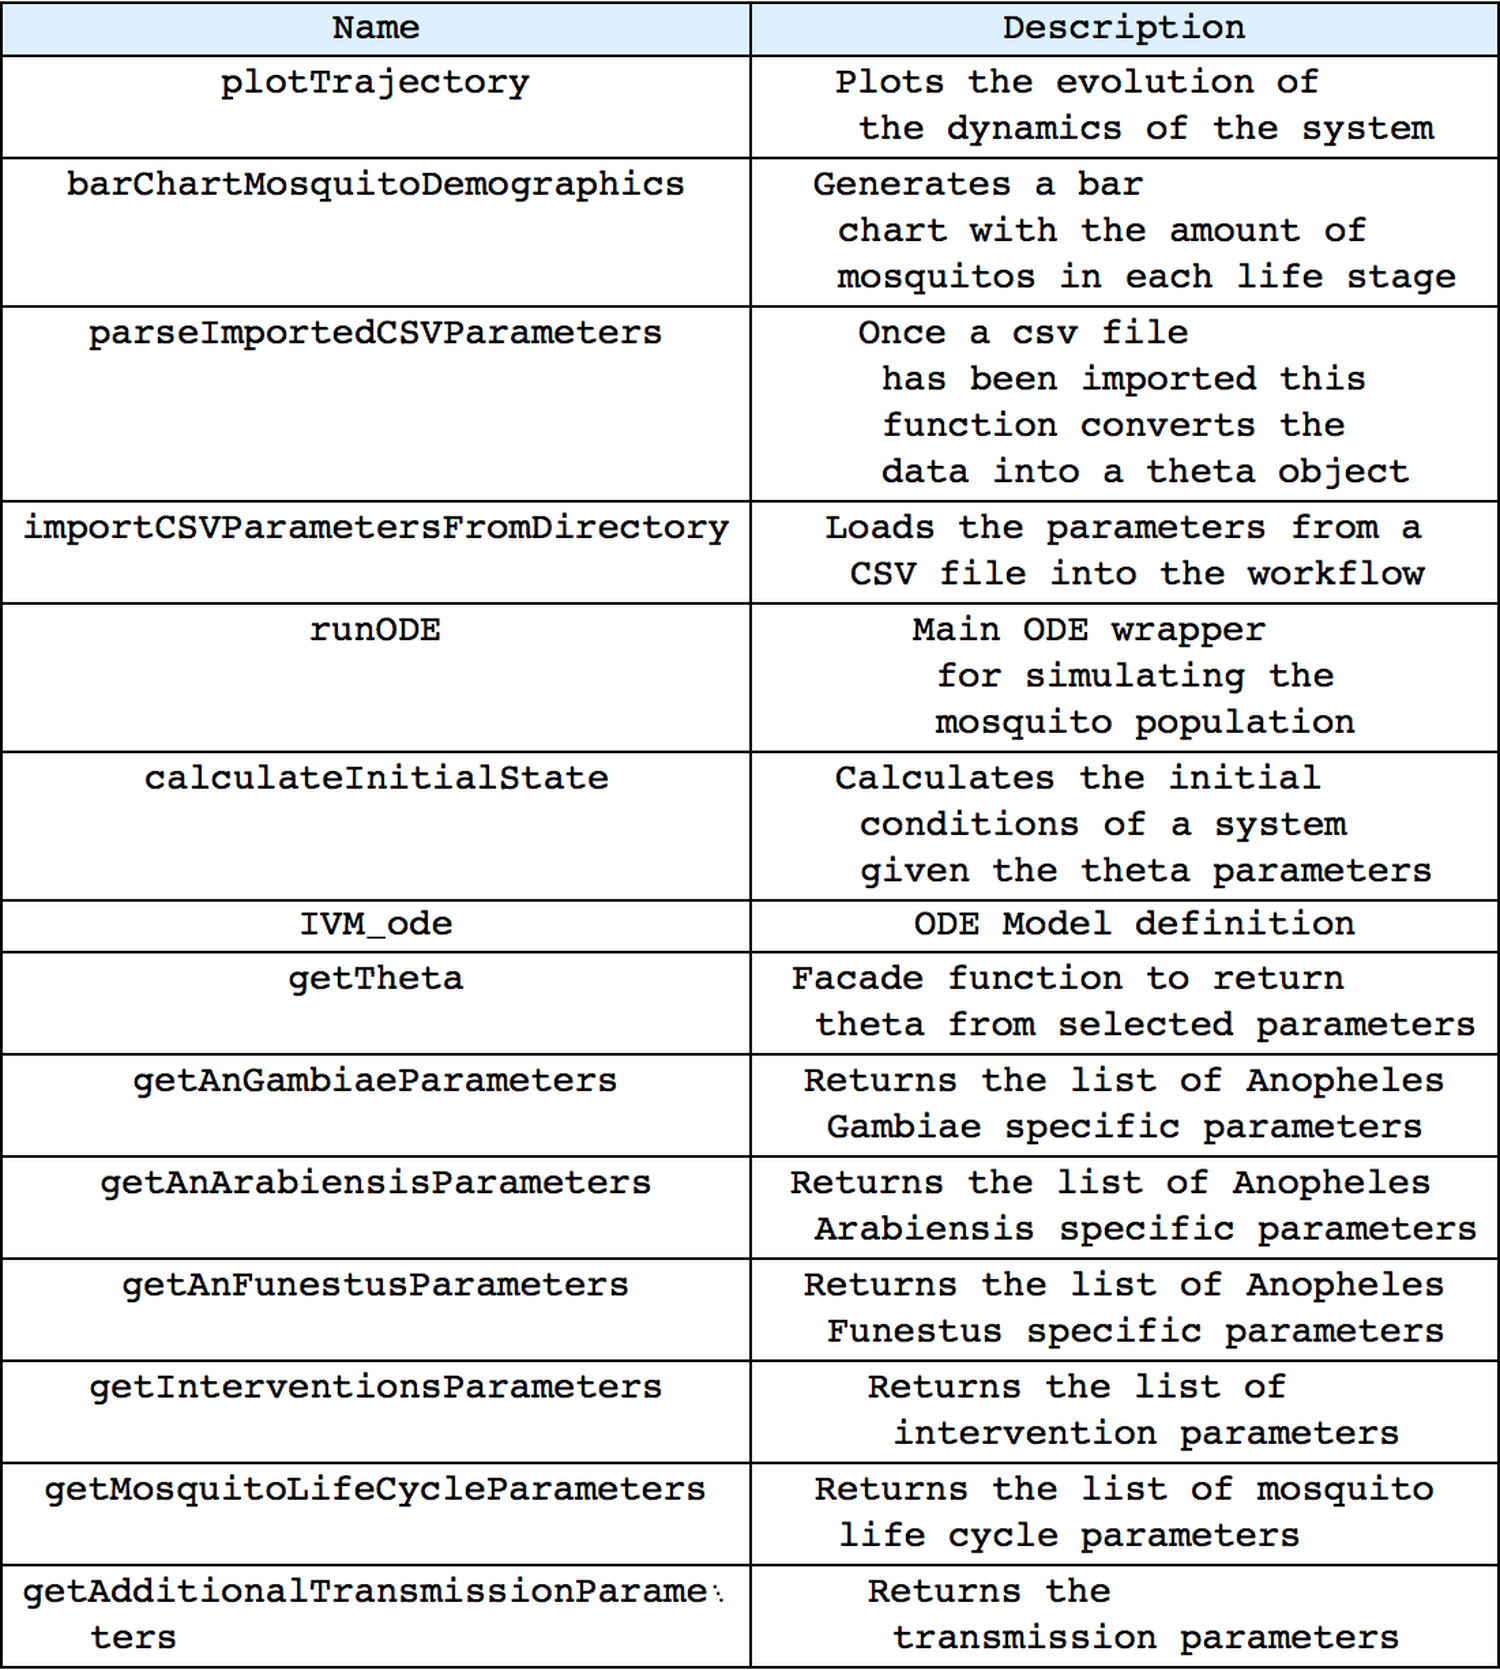 Name Description
plotTrajectory Plots the evolution of
the dynamics of the system
barChartMosquitoDemographics Generates a bar
chart with the amount of
mosquitos in each life stage
parseImportedCSVParameters Once a csv file
has been imported this
function converts the
data into a theta object
importCSVParametersFromDirectory Loads the parameters from a
CSV file into the workflow
runODE Main ODE wrapper
for simulating the
mosquito population
calculateInitialState Calculates the initial
conditions of a system
given the theta parameters
IVM_ode ODE Model definition
getTheta Facade function to return
theta from selected parameters
getAnGambiaeParameters Returns the list of Anopheles
Gambiae specific parameters
getAnArabiensisParameters Returns the list of Anopheles
Arabiensis specific parameters
getAnFunestusParameters Returns the list of Anopheles
Funestus specific parameters
getInterventionsParameters Returns the list of
intervention parameters
getMosquitoLifeCycleParameters Returns the list of mosquito
life cycle parameters
getAdditionalTransmissionParame⋱ Returns the
ters transmission parameters